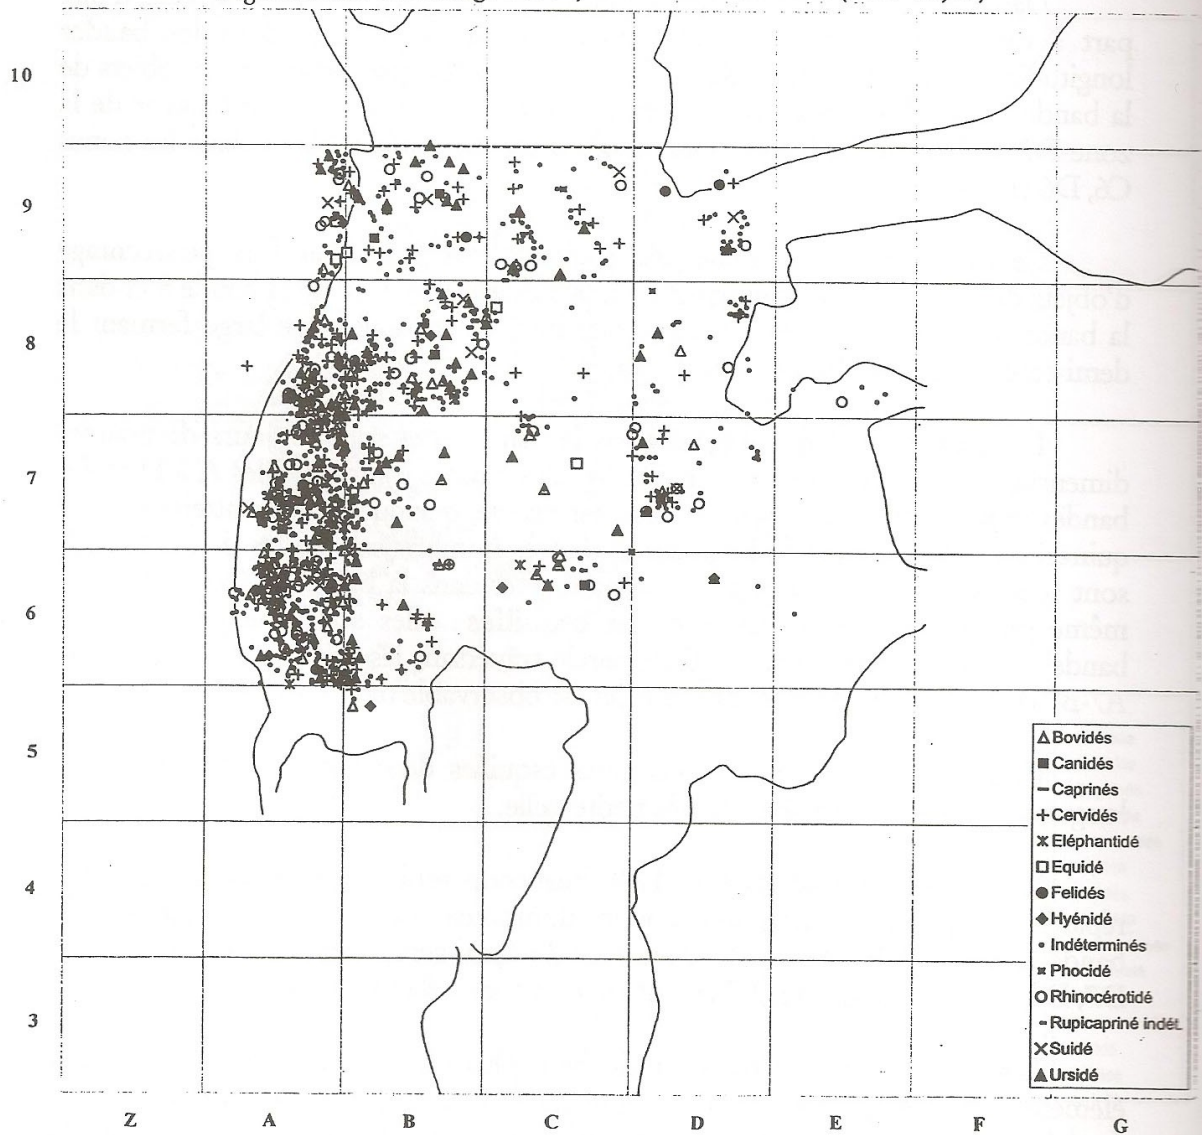 10
9
8
7
6
5
4
3
Z A B C D E F G
△ Bovidés
■ Canidés
– Caprinés
+ Cervidés
Eléphantidé
□ Equidé
● Felidés
◆ Hyénidé
• Indéterminés
Phocidé
○ Rhinocérotidé
- Rupicapriné indét.
× Suidé
▲ Ursidé